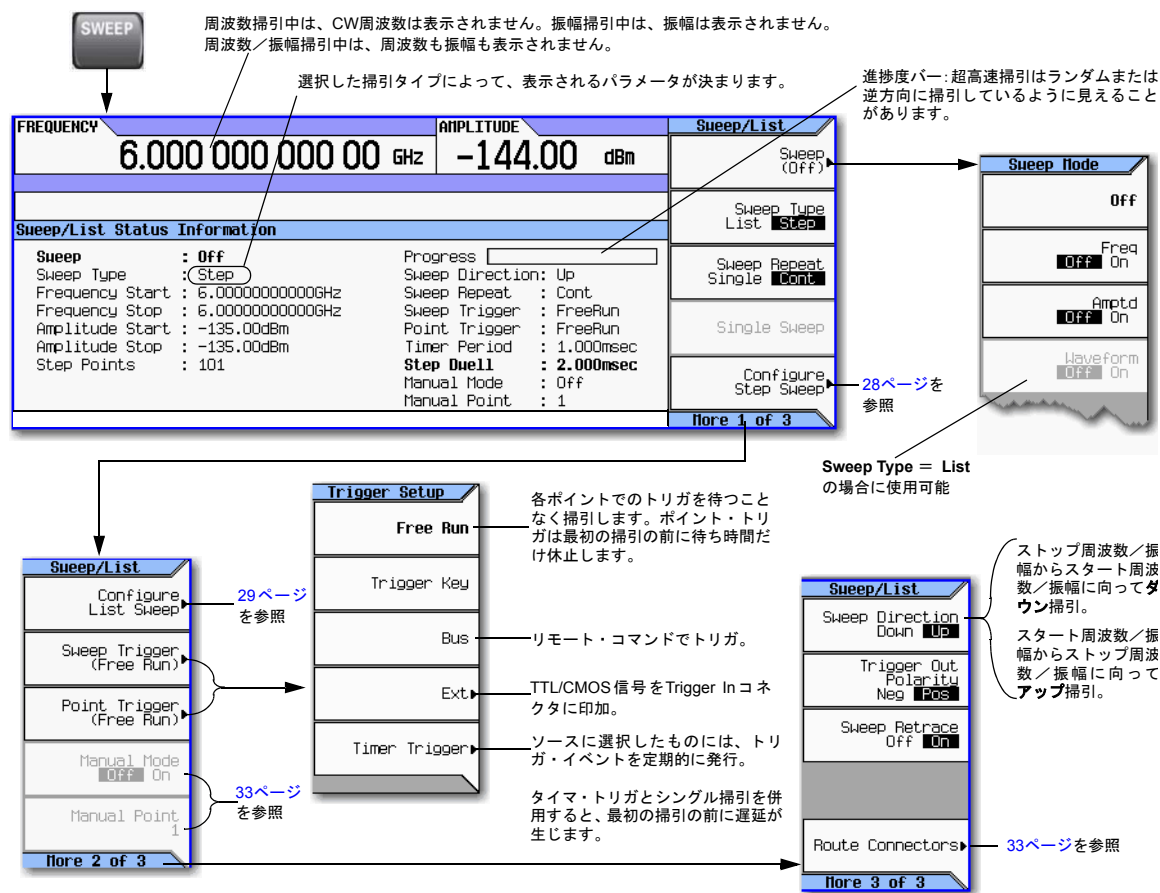 SWEEP
周波数掃引中は、CW周波数は表示されません。振幅掃引中は、振幅は表示されません。
周波数／振幅掃引中は、周波数も振幅も表示されません。
選択した掃引タイプによって、表示されるパラメータが決まります。
進捗度バー：超高速掃引はランダムまたは
逆方向に掃引しているように見えること
があります。
FREQUENCY
6.000 000 000 00 GHz
AMPLITUDE
-144.00 dBm
Sweep/List Status Information
Sweep : Off
Sweep Type : Step
Frequency Start : 6.00000000000GHz
Frequency Stop : 6.00000000000GHz
Amplitude Start : -135.00dBm
Amplitude Stop : -135.00dBm
Step Points : 101
Progress
Sweep Direction: Up
Sweep Repeat : Cont
Sweep Trigger : FreeRun
Point Trigger : FreeRun
Timer Period : 1.000msec
Step Dwell : 2.000msec
Manual Mode : Off
Manual Point : 1
Sweep/List
Sweep
(Off)
Sweep Type
List Step
Sweep Repeat
Single Cont
Single Sweep
Configure
Step Sweep
More 1 of 3
28ページを
参照
Sweep Mode
Off
Freq
Off On
Amptd
Off On
Waveform
Off On
Sweep Type = List
の場合に使用可能
Sweep/List
Configure
List Sweep
Sweep Trigger
(Free Run)
Point Trigger
(Free Run)
Manual Mode
Off On
Manual Point
1
More 2 of 3
29ページ
を参照
33ページ
を参照
Trigger Setup
Free Run
Trigger Key
Bus
Ext
Timer Trigger
各ポイントでのトリガを待つこと
なく掃引します。ポイント・トリ
ガは最初の掃引の前に待ち時間だ
け休止します。
リモート・コマンドでトリガ。
TTL/CMOS信号をTrigger Inコネ
クタに印加。
ソースに選択したものには、トリ
ガ・イベントを定期的に発行。
タイマ・トリガとシングル掃引を併
用すると、最初の掃引の前に遅延が
生じます。
Sweep/List
Sweep Direction
Down Up
Trigger Out
Polarity
Neg Pos
Sweep Retrace
Off On
Route Connectors
More 3 of 3
ストップ周波数／振
幅からスタート周波
数／振幅に向ってダ
ウン掃引。
スタート周波数／振
幅からストップ周波
数／振幅に向って
アップ掃引。
33ページを参照